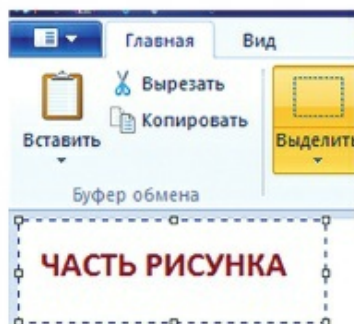 Главная Вид
Вырезать
Копировать
Вставить
Выделить
Буфер обмена
ЧАСТЬ РИСУНКА